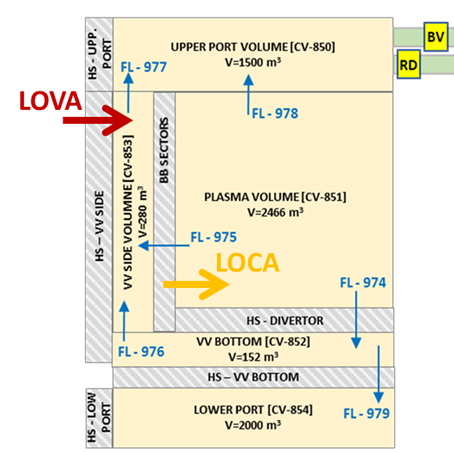 HS - UPP.
PORT
UPPER PORT VOLUME [CV-850]
V=1500 m³
BV
RD
FL - 977
FL - 978
LOVA
HS – VV SIDE
VV SIDE VOLUMNE [CV-853]
V=280 m³
BB SECTORS
PLASMA VOLUME [CV-851]
V=2466 m³
FL - 975
LOCA
FL - 974
HS - DIVERTOR
FL - 976
VV BOTTOM [CV-852]
V=152 m³
HS – VV BOTTOM
HS - LOW
PORT
LOWER PORT [CV-854]
V=2000 m³
FL - 979